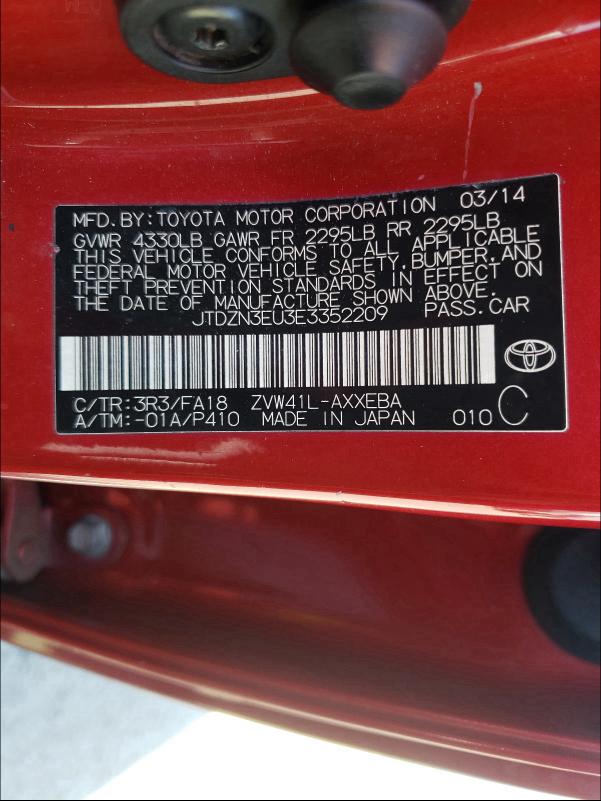 MFD.BY:TOYOTA MOTOR CORPORATION 03/14
GVWR 4330LB GAWR FR 2295LB RR 2295LB
THIS VEHICLE CONFORMS TO ALL APPLICABLE
FEDERAL MOTOR VEHICLE SAFETY,BUMPER,AND
THEFT PREVENTION STANDARDS IN EFFECT ON
THE DATE OF MANUFACTURE SHOWN ABOVE.
JTDZN3EU3E3352209 PASS.CAR
C/TR:3R3/FA18 ZVW41L-AXXEBA
A/TM:-01A/P410 MADE IN JAPAN 010 C